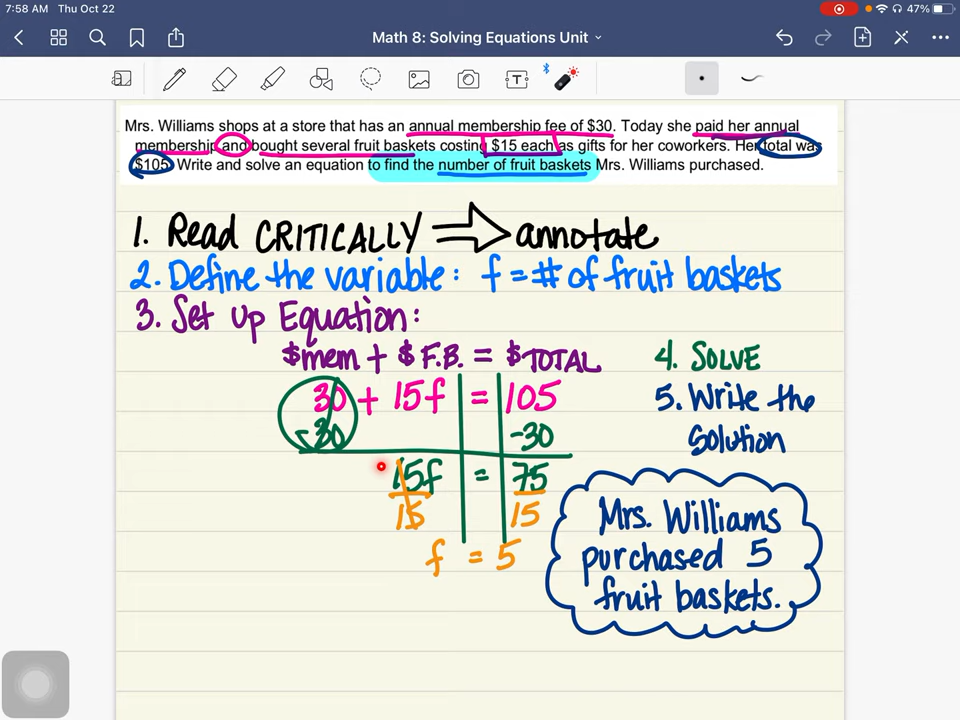 7:58 AM Thu Oct 22
47%
Math 8: Solving Equations Unit
Mrs. Williams shops at a store that has an annual membership fee of $30. Today she paid her annual
membership and bought several fruit baskets costing $15 each as gifts for her coworkers. Her total was
$105. Write and solve an equation to find the number of fruit baskets Mrs. Williams purchased.
1. Read CRITICALLY ⇒ annotate
2. Define the variable: f = # of fruit baskets
3. Set up Equation:
$mem + $ F.B. = $TOTAL
30 + 15f = 105
-30 -30
15f = 75
15 15
f = 5
4. SOLVE
5. Write the
Solution
Mrs. Williams
purchased 5
fruit baskets.